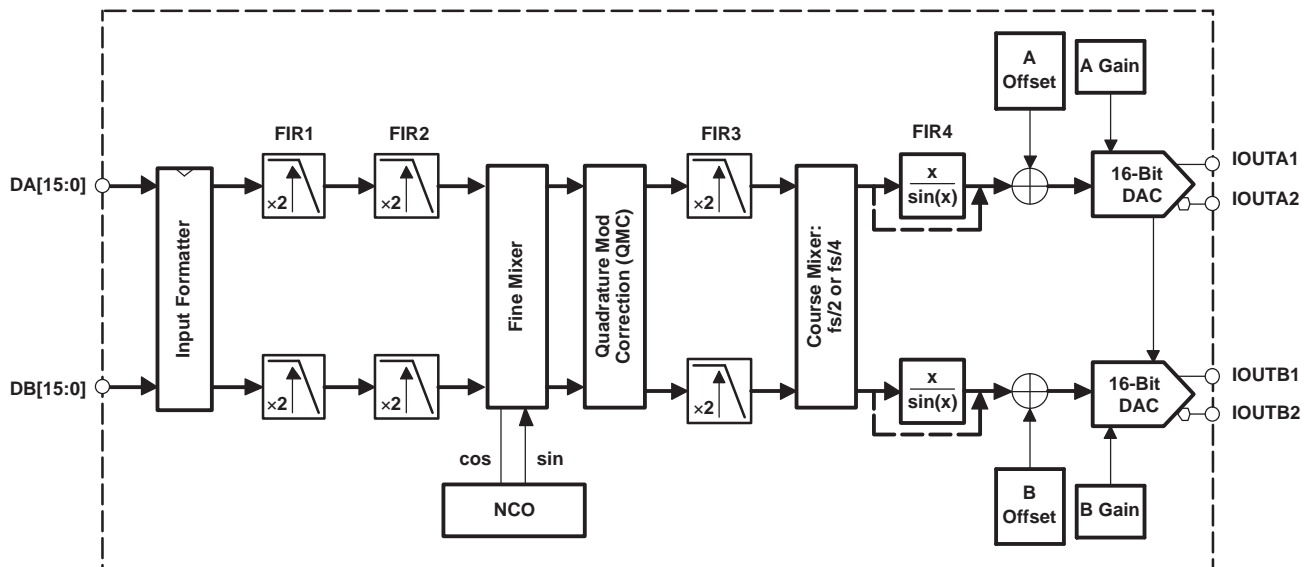 A
Offset
A Gain
FIR1
FIR2
FIR3
FIR4
DA[15:0]
×2
×2
×2
x
sin(x)
16-Bit
DAC
IOUTA1
IOUTA2
Input Formatter
Fine Mixer
Quadrature Mod
Correction (QMC)
Course Mixer:
fs/2 or fs/4
DB[15:0]
×2
×2
×2
x
sin(x)
16-Bit
DAC
IOUTB1
IOUTB2
cos
sin
NCO
B
Offset
B Gain